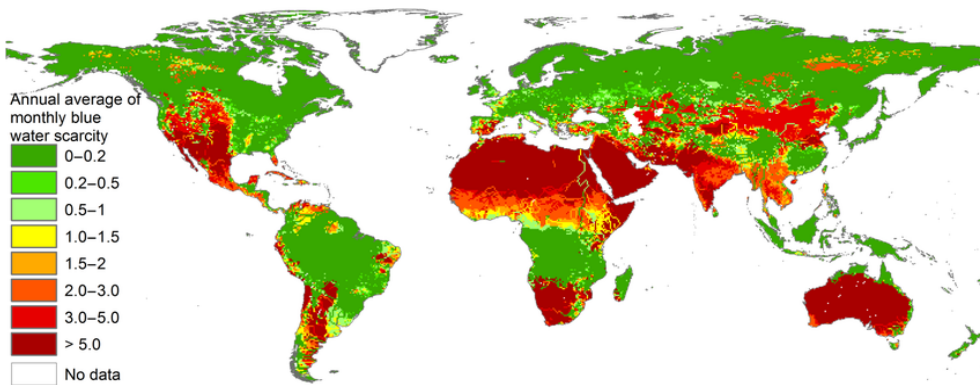 Annual average of
monthly blue
water scarcity
0–0.2
0.2–0.5
0.5–1
1.0–1.5
1.5–2
2.0–3.0
3.0–5.0
> 5.0
No data